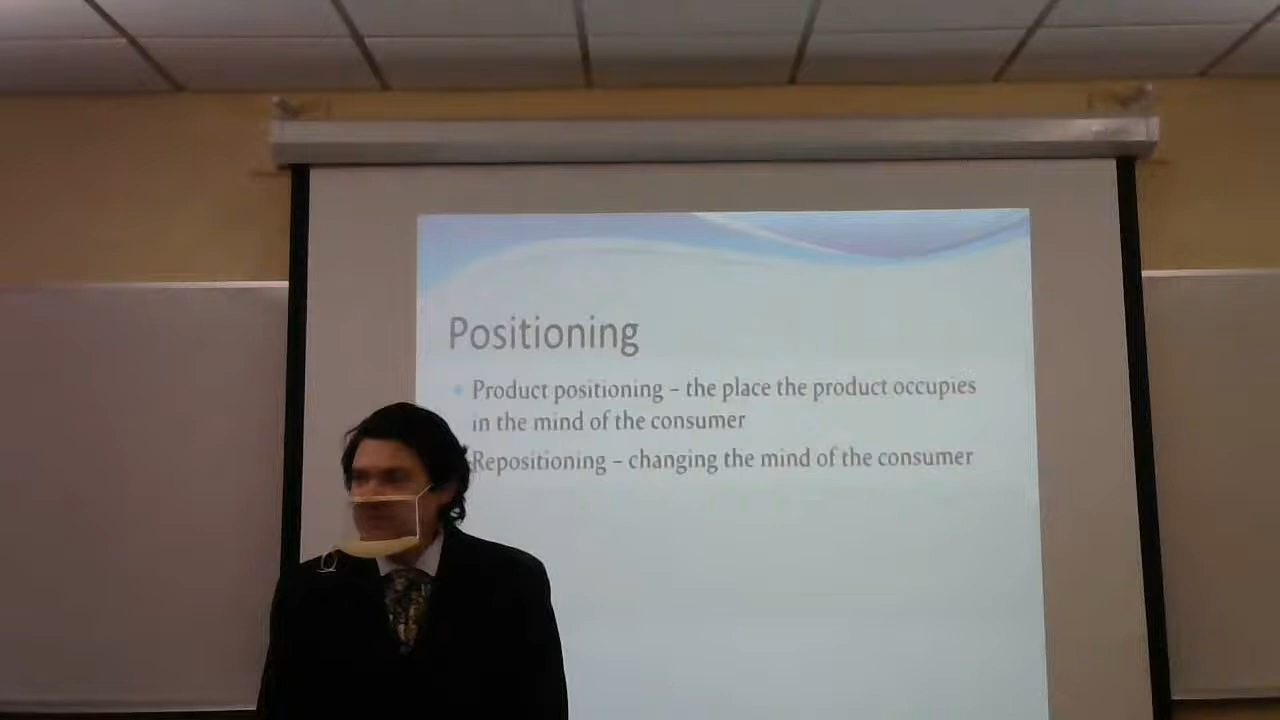 Positioning
Product positioning – the place the product occupies
in the mind of the consumer
Repositioning – changing the mind of the consumer